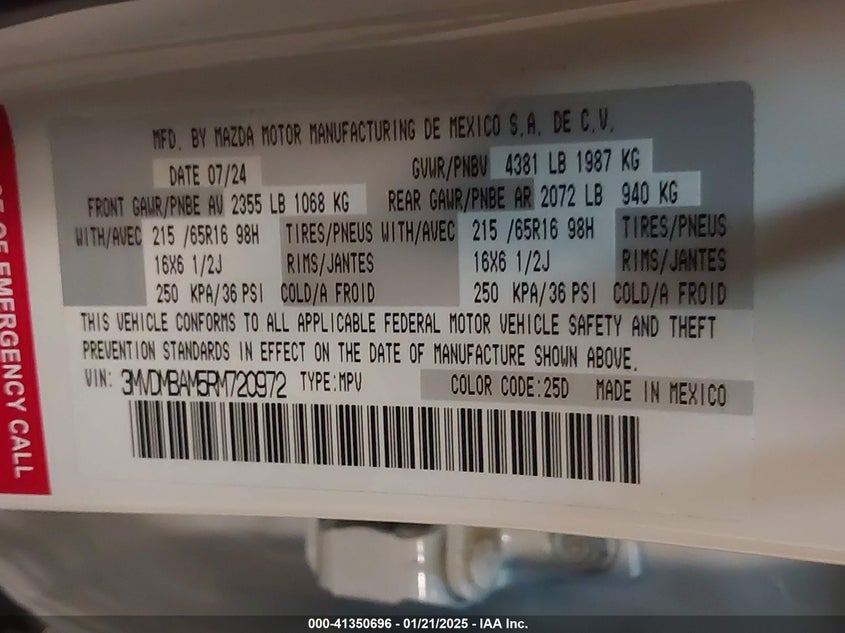 MFD. BY MAZDA MOTOR MANUFACTURING DE MEXICO S.A. DE C.V.
DATE 07/24 GVWR/PNBV 4381 LB 1987 KG
FRONT GAWR/PNBE AV 2355 LB 1068 KG REAR GAWR/PNBE AR 2072 LB 940 KG
WITH/AVEC 215 /65R16 98H TIRES/PNEUS WITH/AVEC 215 /65R16 98H TIRES/PNEUS
16X6 1/2J RIMS/JANTES 16X6 1/2J RIMS/JANTES
250 KPA/36 PSI COLD/A FROID 250 KPA/36 PSI COLD/A FROID
THIS VEHICLE CONFORMS TO ALL APPLICABLE FEDERAL MOTOR VEHICLE SAFETY AND THEFT
PREVENTION STANDARDS IN EFFECT ON THE DATE OF MANUFACTURE SHOWN ABOVE.
VIN: 3MVDMBAM5RM720972 TYPE:MPV COLOR CODE:25D MADE IN MEXICO
OF EMERGENCY CALL
000-41350696 - 01/21/2025 - IAA Inc.